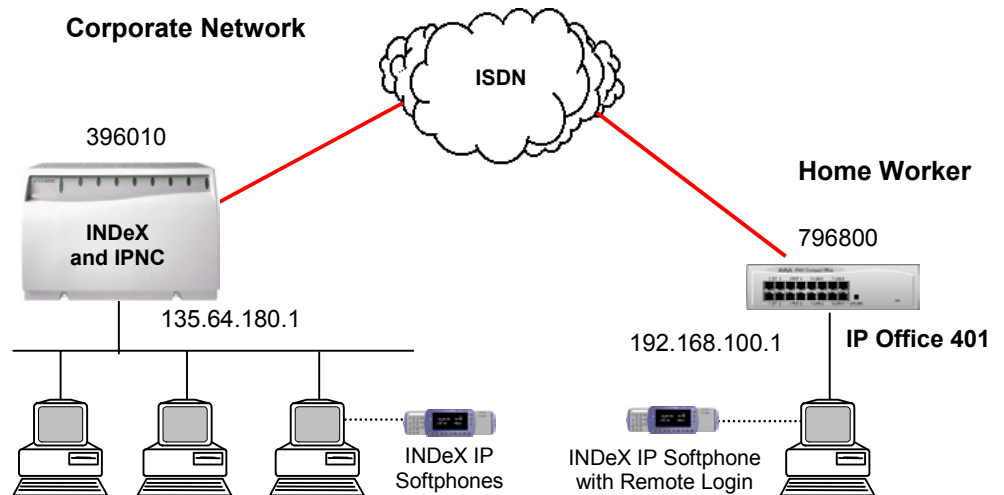 Corporate Network
ISDN
396010
Home Worker
INDeX
and IPNC
796800
135.64.180.1
192.168.100.1
IP Office 401
INDeX IP
Softphones
INDeX IP Softphone
with Remote Login